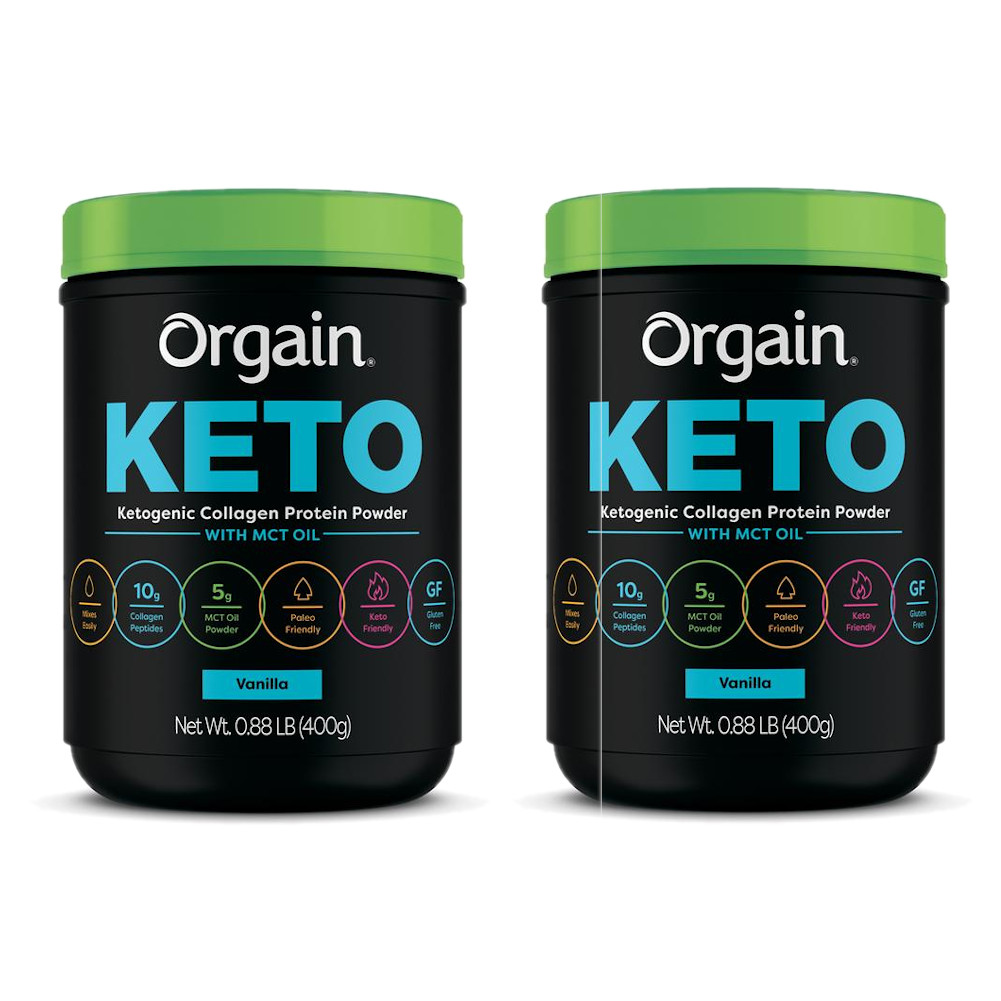 Orgain®
KETO
Ketogenic Collagen Protein Powder
WITH MCT OIL
Mixes
Easily
10g
Collagen
Peptides
5g
MCT Oil
Powder
Paleo
Friendly
Keto
Friendly
GF
Gluten
Free
Vanilla
Net Wt. 0.88 LB (400g)
Orgain®
KETO
Ketogenic Collagen Protein Powder
WITH MCT OIL
Mixes
Easily
10g
Collagen
Peptides
5g
MCT Oil
Powder
Paleo
Friendly
Keto
Friendly
GF
Gluten
Free
Vanilla
Net Wt. 0.88 LB (400g)